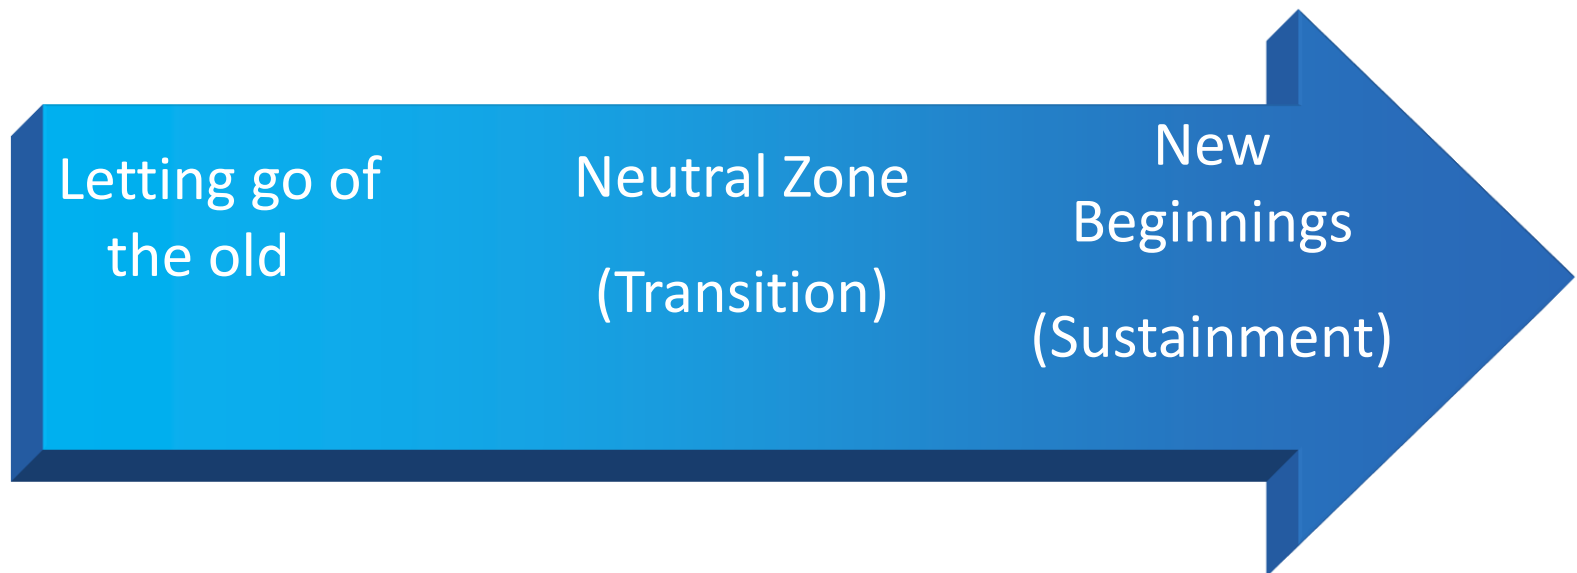 Letting go of
the old
Neutral Zone
(Transition)
New
Beginnings
(Sustainment)